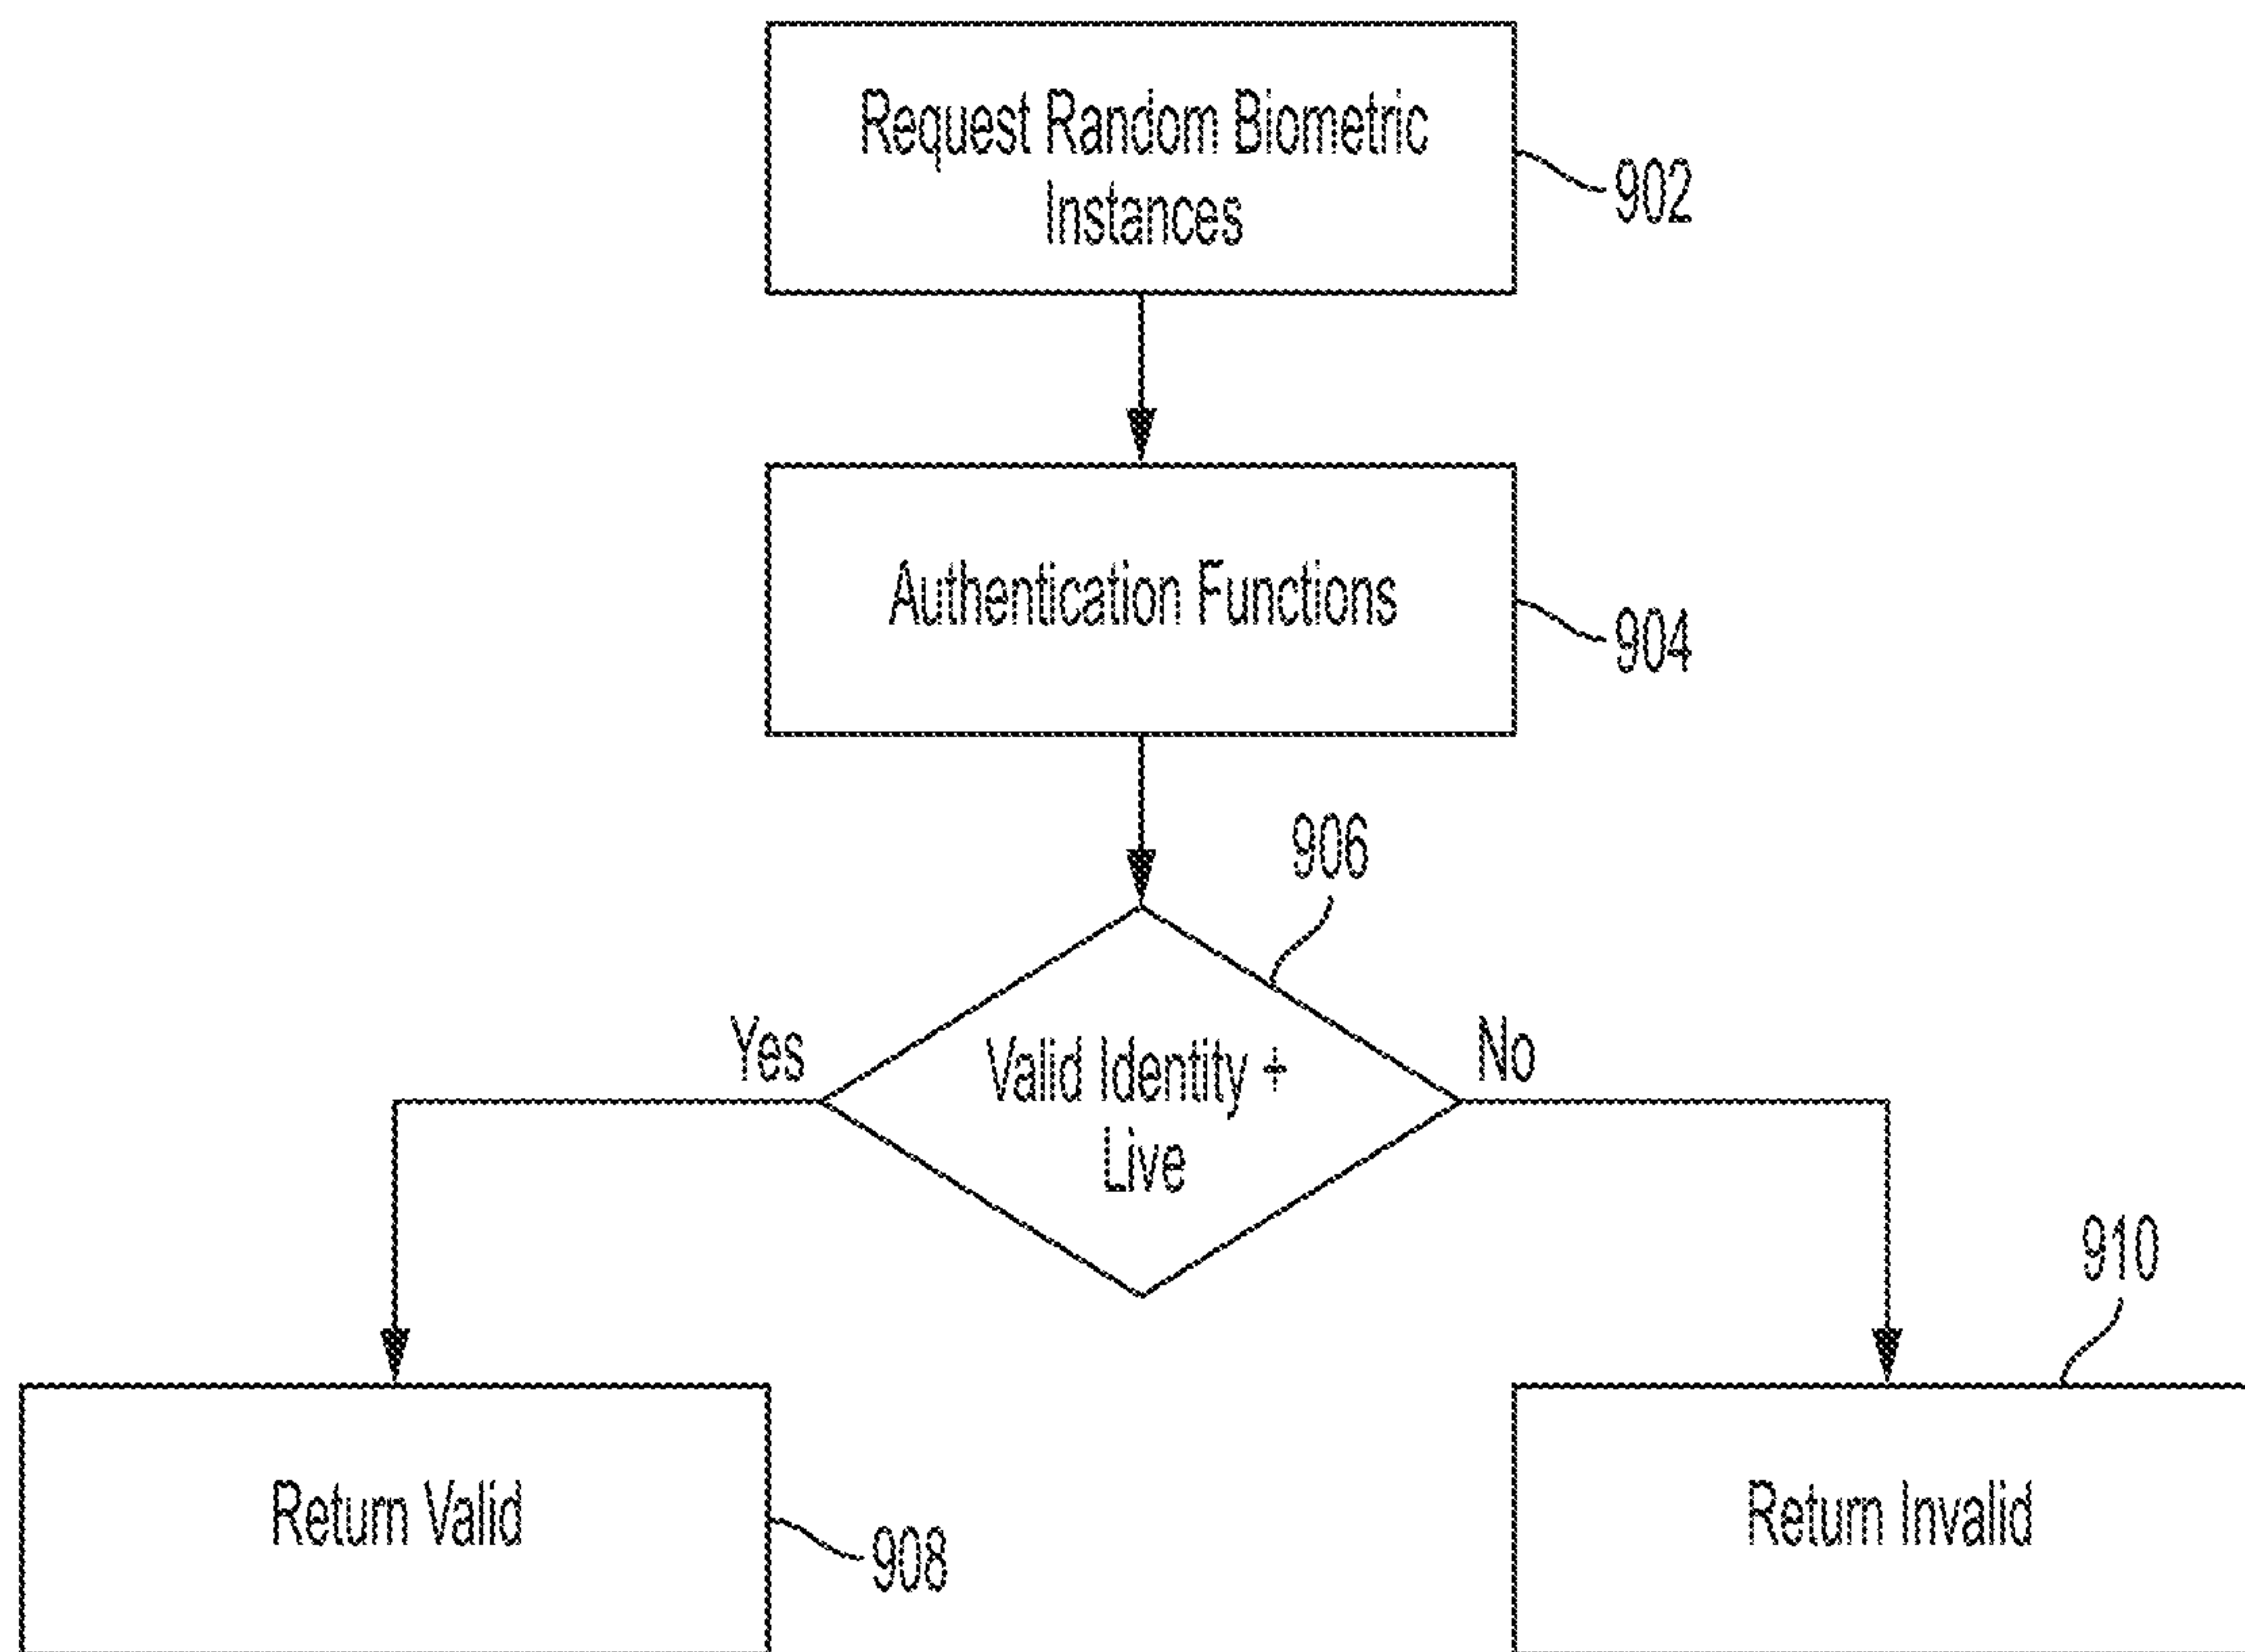 Request Random Biometric
Instances
902
Authentication Functions
904
906
Yes
No
Valid Identity +
Live
910
Return Valid
Return Invalid
908